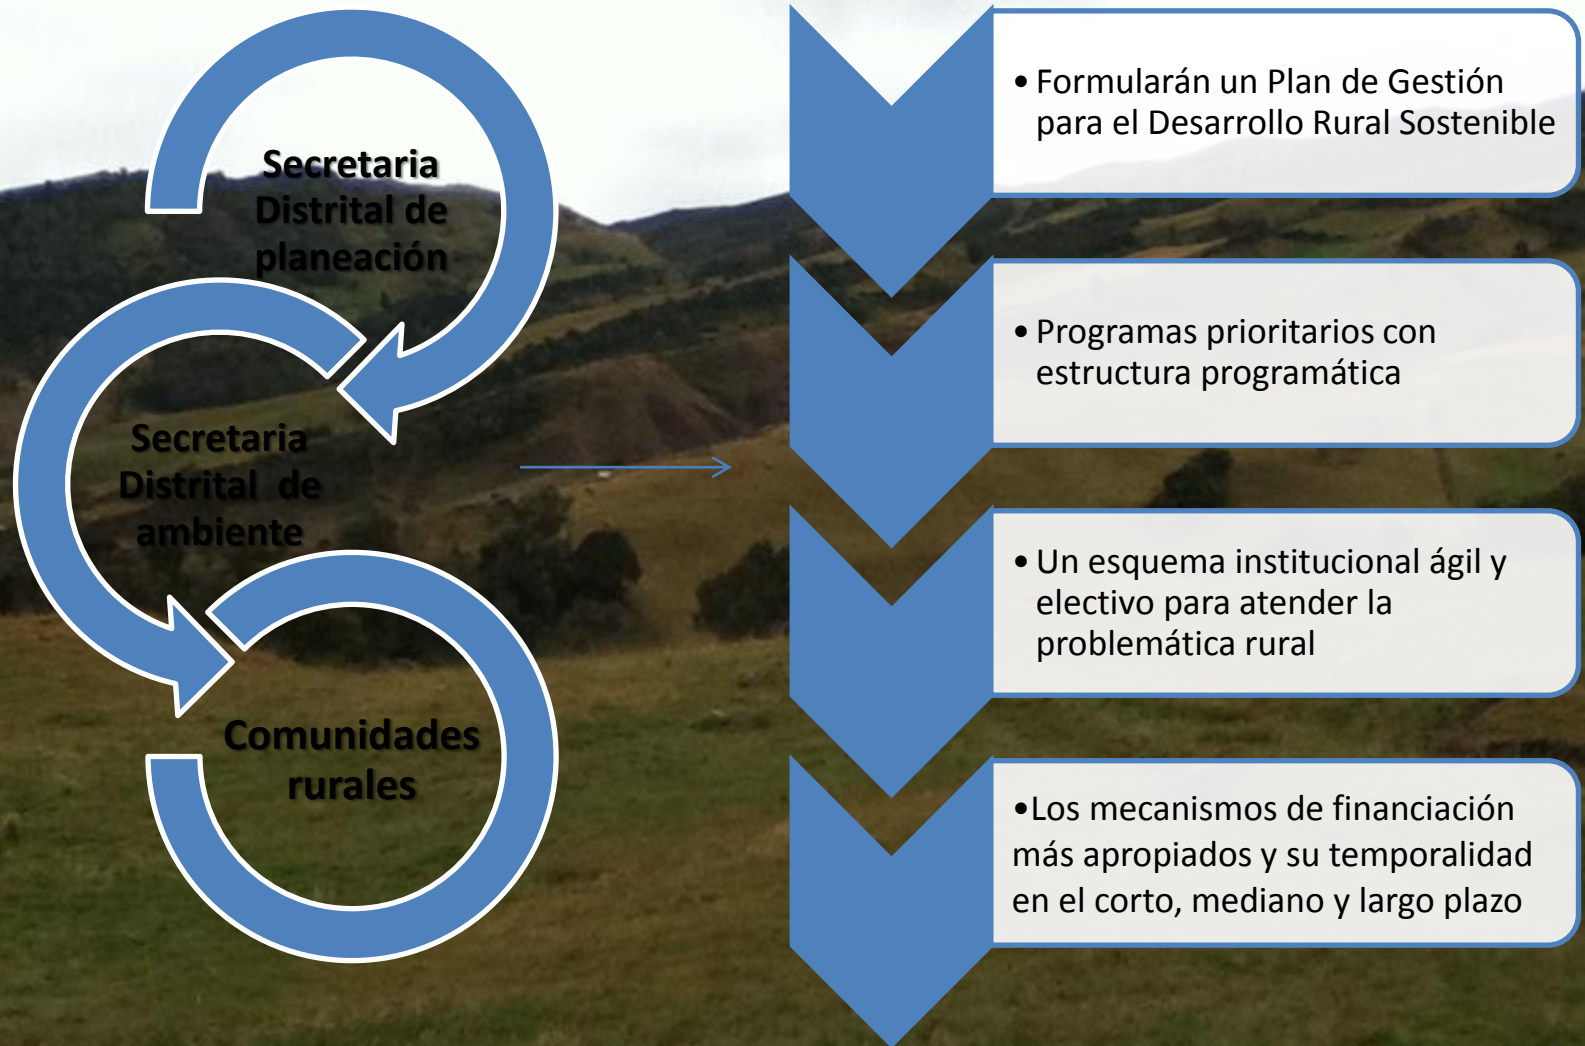 Secretaria
Distrital de
planeación
Secretaria
Distrital de
ambiente
Comunidades
rurales
• Formularán un Plan de Gestión
para el Desarrollo Rural Sostenible
• Programas prioritarios con
estructura programática
• Un esquema institucional ágil y
electivo para atender la
problemática rural
•Los mecanismos de financiación
más apropiados y su temporalidad
en el corto, mediano y largo plazo